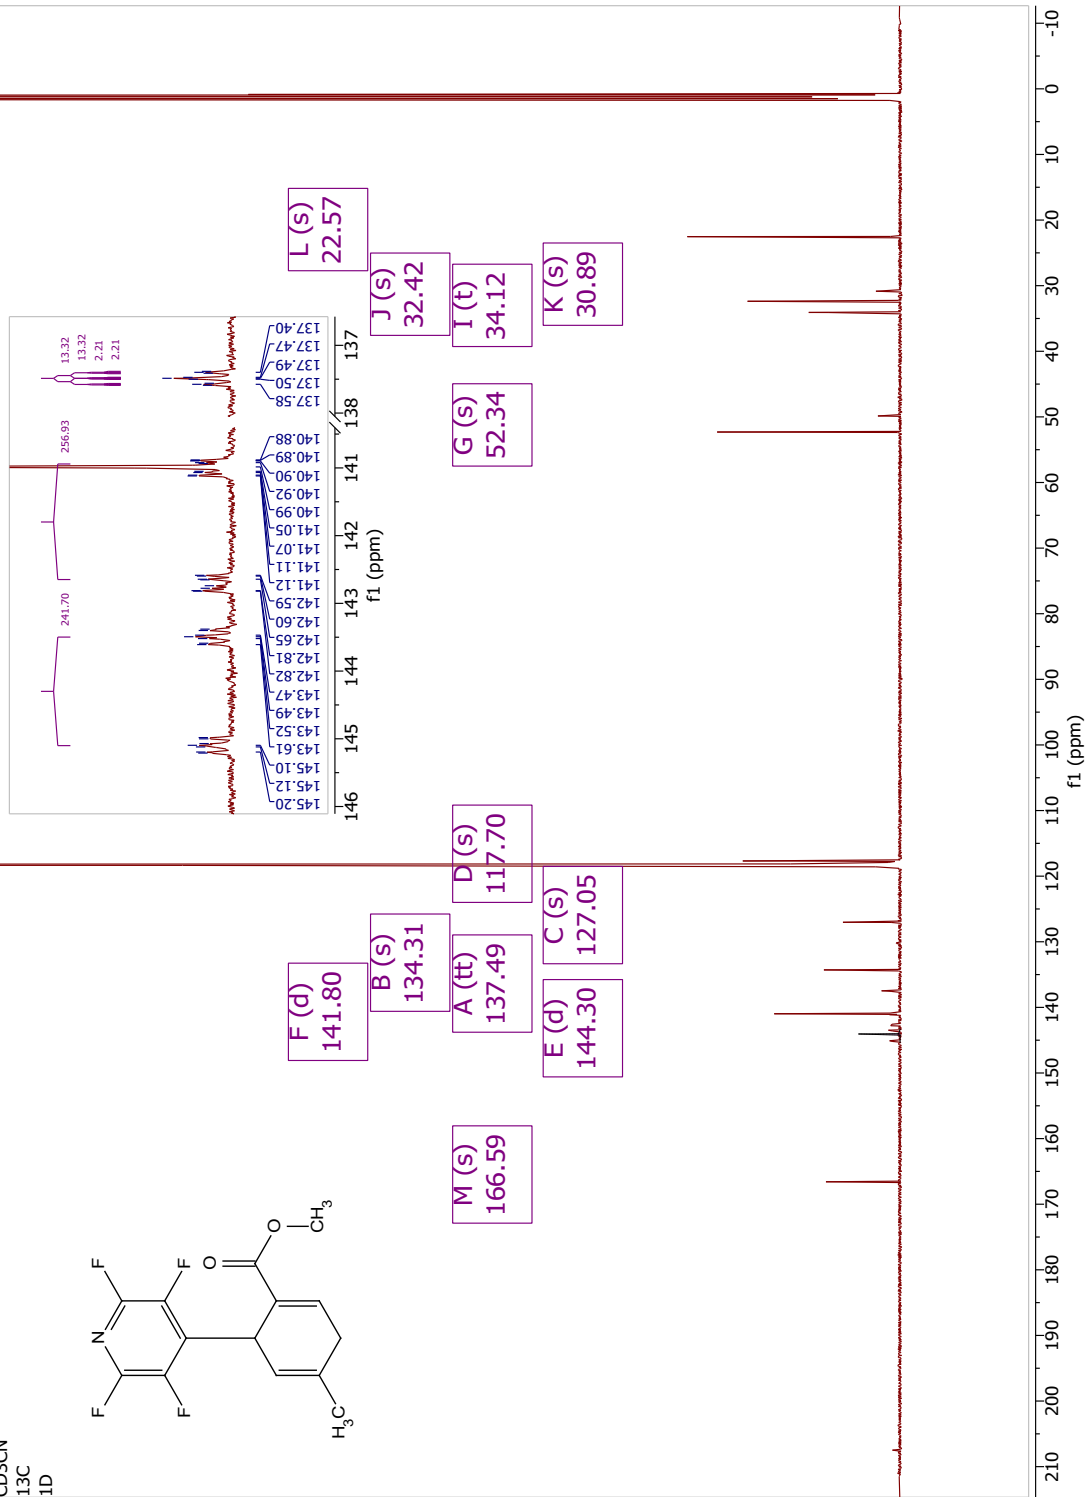 CD3CN
13C
1D
F
F
N
F
F
O
O
CH3
H3C
M (s)
166.59
F (d)
141.80
B (s)
134.31
A (tt)
137.49
E (d)
144.30
D (s)
117.70
C (s)
127.05
G (s)
52.34
L (s)
22.57
J (s)
32.42
I (t)
34.12
K (s)
30.89
241.70
256.93
13.32
13.32
2.21
2.21
145.20
145.12
145.10
143.61
143.52
143.49
143.47
142.82
142.81
142.65
142.60
142.59
141.12
141.11
141.07
141.05
140.99
140.92
140.90
140.89
140.88
137.58
137.50
137.49
137.47
137.40
146 145 144 143 142 141 138 137
f1 (ppm)
210 200 190 180 170 160 150 140 130 120 110 100 90 80 70 60 50 40 30 20 10 0 -10
f1 (ppm)